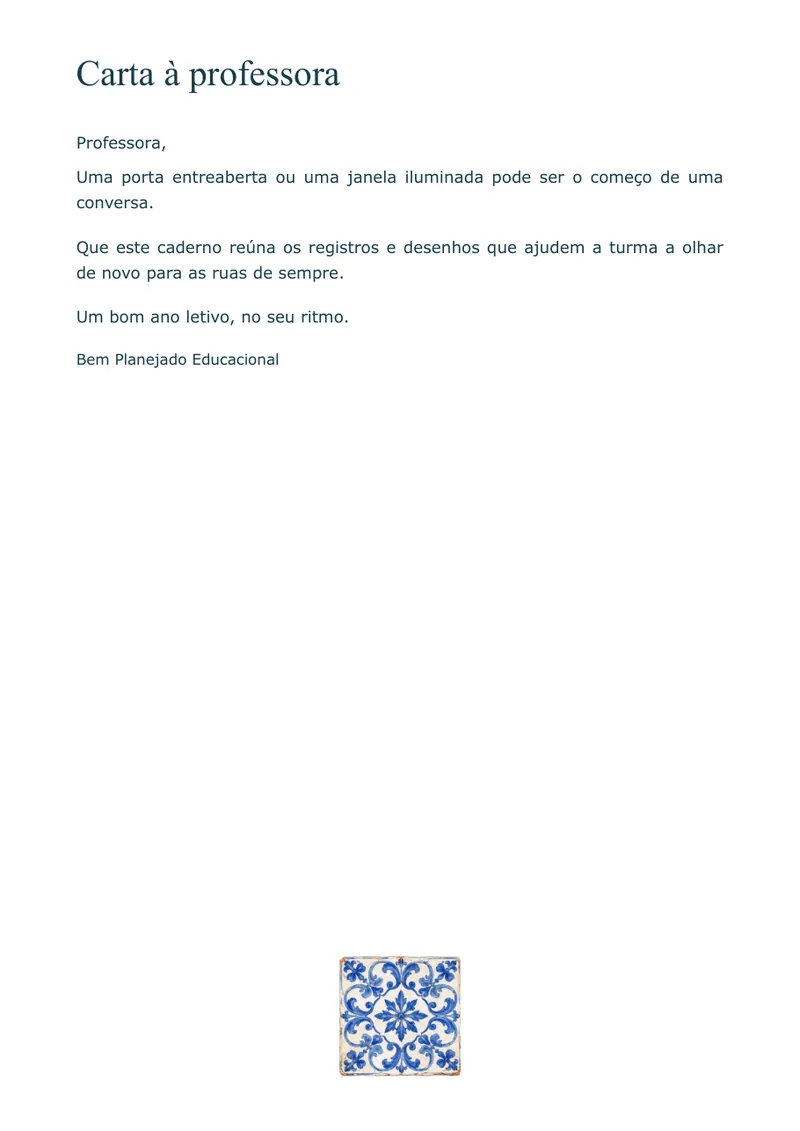 Carta à professora
Professora,
Uma porta entreaberta ou uma janela iluminada pode ser o começo de uma
conversa.
Que este caderno reúna os registros e desenhos que ajudem a turma a olhar
de novo para as ruas de sempre.
Um bom ano letivo, no seu ritmo.
Bem Planejado Educacional